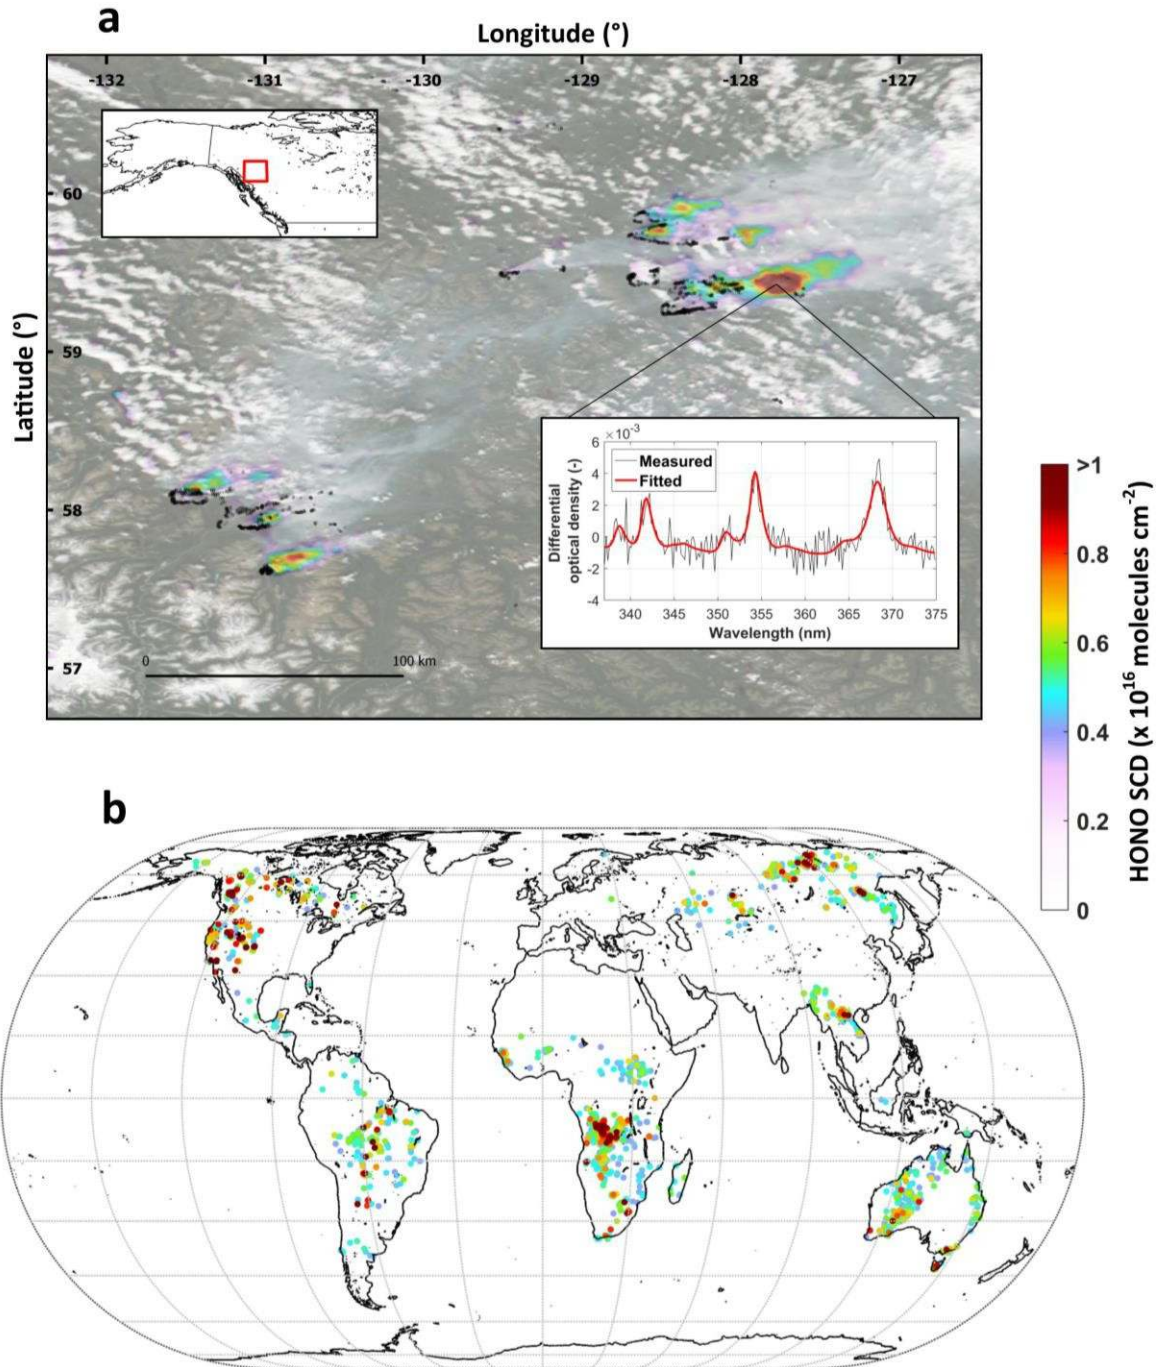 a
Longitude (°)
-132 -131 -130 -129 -128 -127
Latitude (°)
60
59
58
57
0 100 km
×10⁻³
6
4
2
0
-2
-4
Differential
optical density (-)
Measured
Fitted
340 345 350 355 360 365 370 375
Wavelength (nm)
>1
0.8
0.6
0.4
0.2
0
HONO SCD (x 10¹⁶ molecules cm⁻²)
b